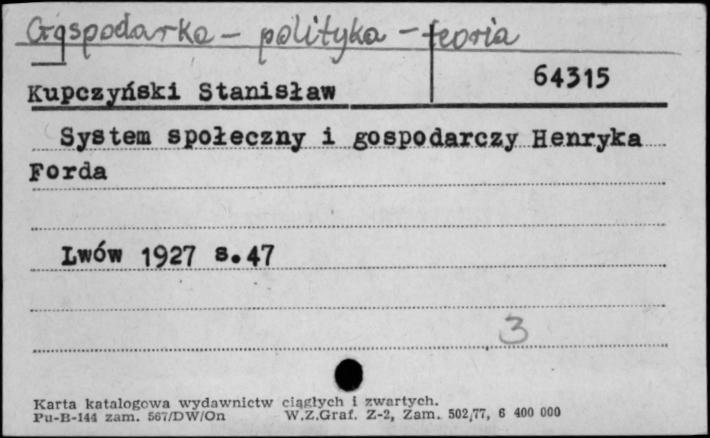 Gospodarka - polityka - teoria
64315
Kupczyński Stanisław
System społeczny i gospodarczy Henryka
Forda
Lwów 1927 s.47
3
Karta katalogowa wydawnictw ciągłych i zwartych.
Pu-B-144 zam. 567/DW/On W.Z.Graf. Z-2, Zam. 502/77, 6 400 000